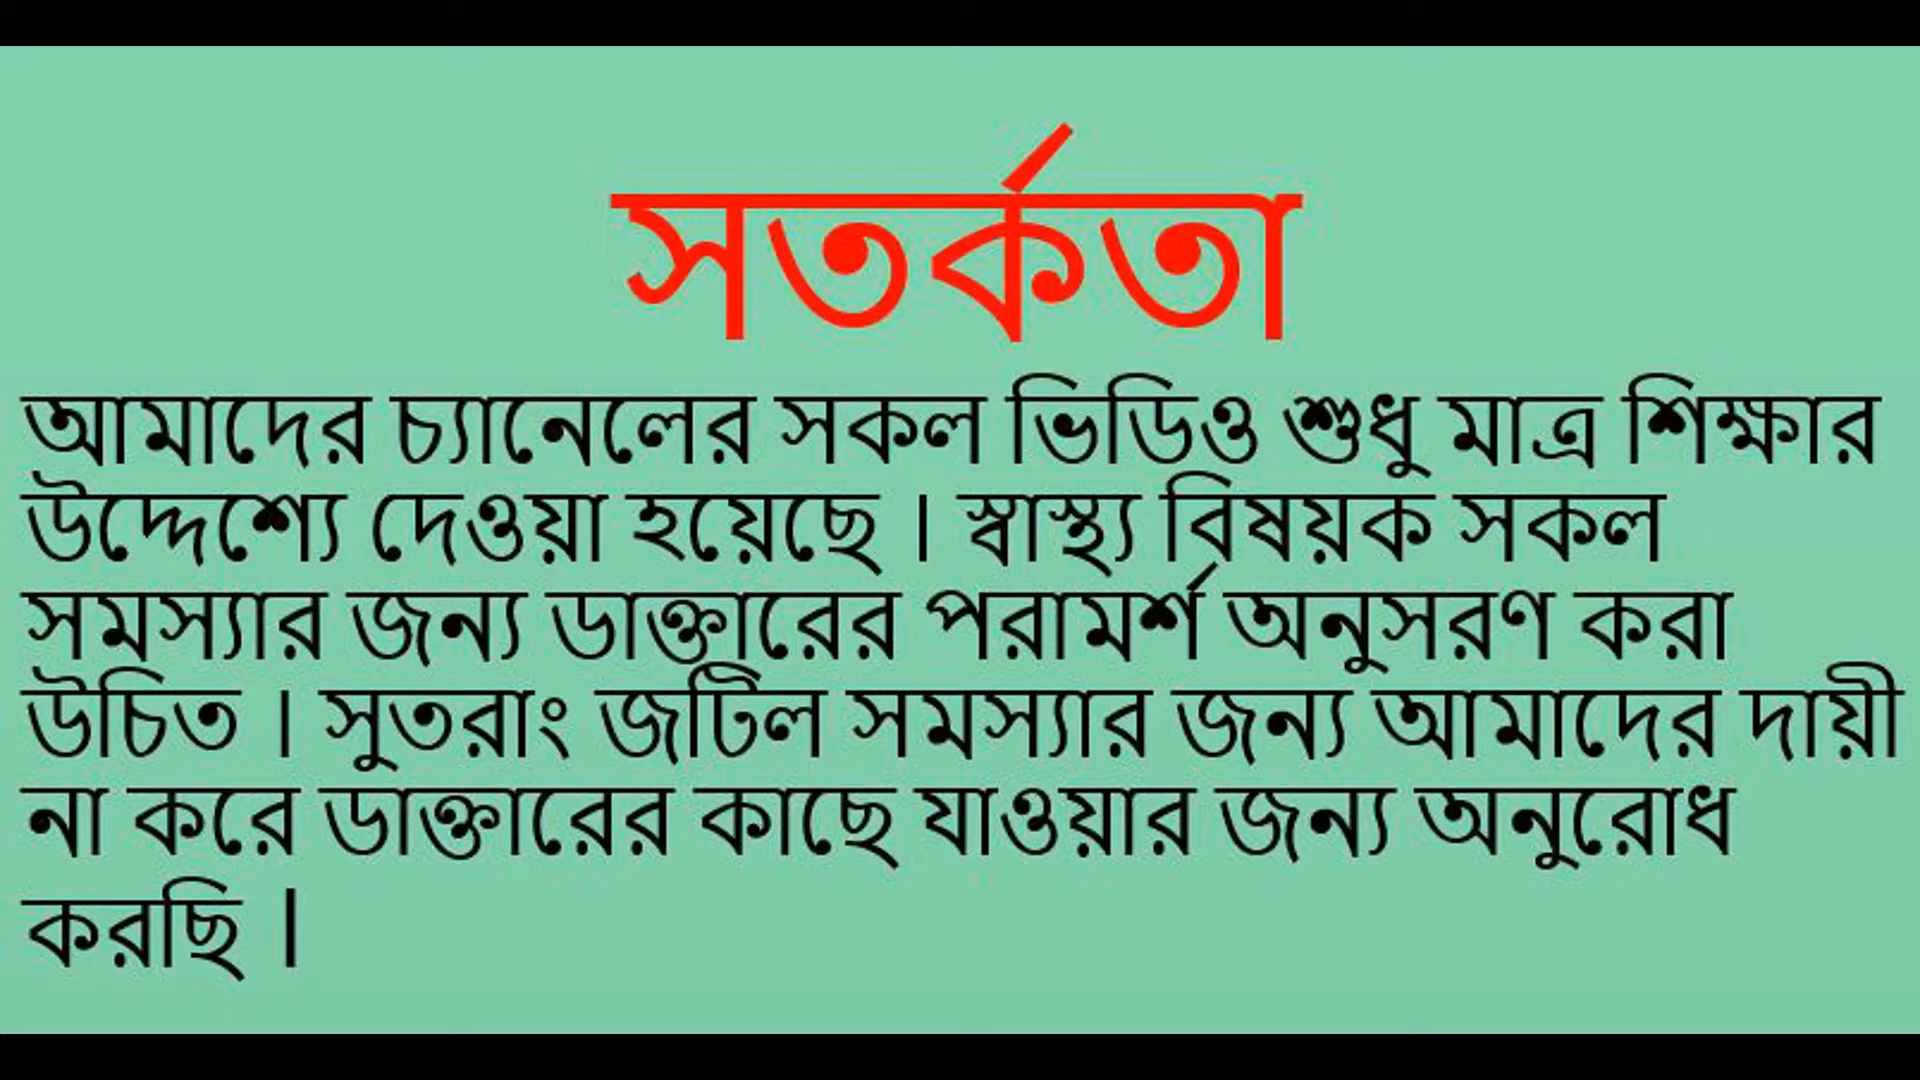 সতর্কতা
আমাদের চ্যানেলের সকল ভিডিও শুধু মাত্র শিক্ষার
উদ্দেশ্যে দেওয়া হয়েছে । স্বাস্থ্য বিষয়ক সকল
সমস্যার জন্য ডাক্তারের পরামর্শ অনুসরণ করা
উচিত । সুতরাং জটিল সমস্যার জন্য আমাদের দায়ী
না করে ডাক্তারের কাছে যাওয়ার জন্য অনুরোধ
করছি ।